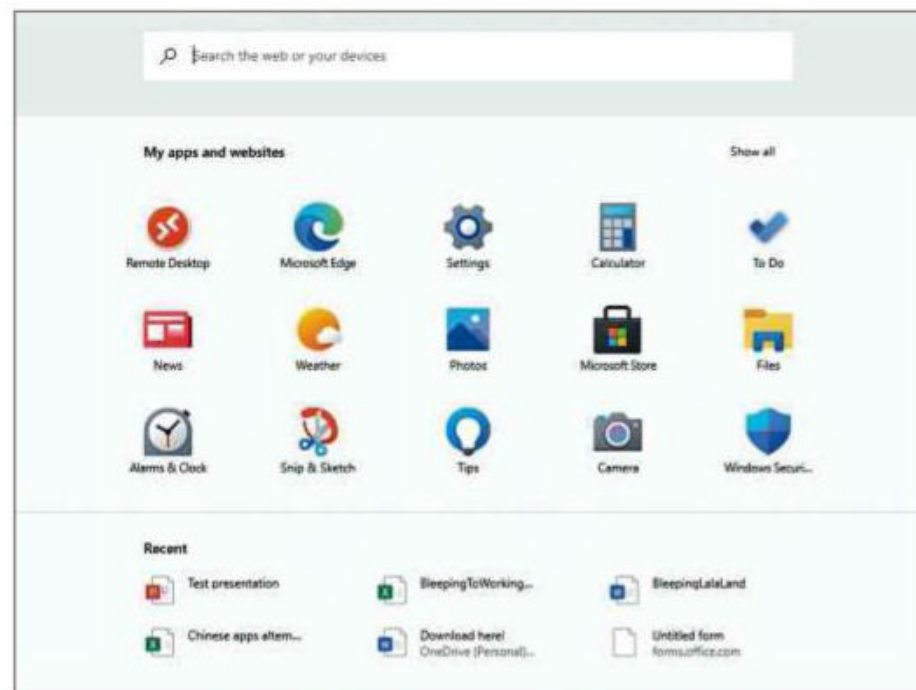 Search the web or your devices
My apps and websites
Show all
Remote Desktop
Microsoft Edge
Settings
Calculator
To Do
News
Weather
Photos
Microsoft Store
Files
Alarms & Clock
Snip & Sketch
Tips
Camera
Windows Securi...
Recent
Test presentation
BleepingToWorking...
BleepingLalaLand
Chinese apps altern...
Download here!
OneDrive (Personal)...
Untitled form
forms.office.com